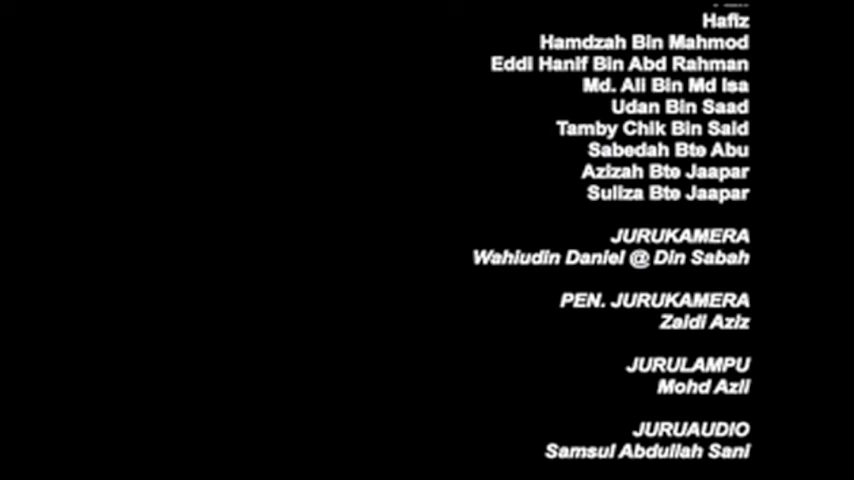 Hafiz
Hamdzah Bin Mahmod
Eddi Hanif Bin Abd Rahman
Md. Ali Bin Md Isa
Udan Bin Saad
Tamby Chik Bin Said
Sabedah Bte Abu
Azizah Bte Jaapar
Suliza Bte Jaapar
JURUKAMERA
Wahiudin Daniel @ Din Sabah
PEN. JURUKAMERA
Zaidi Aziz
JURULAMPU
Mohd Azli
JURUAUDIO
Samsul Abdullah Sani